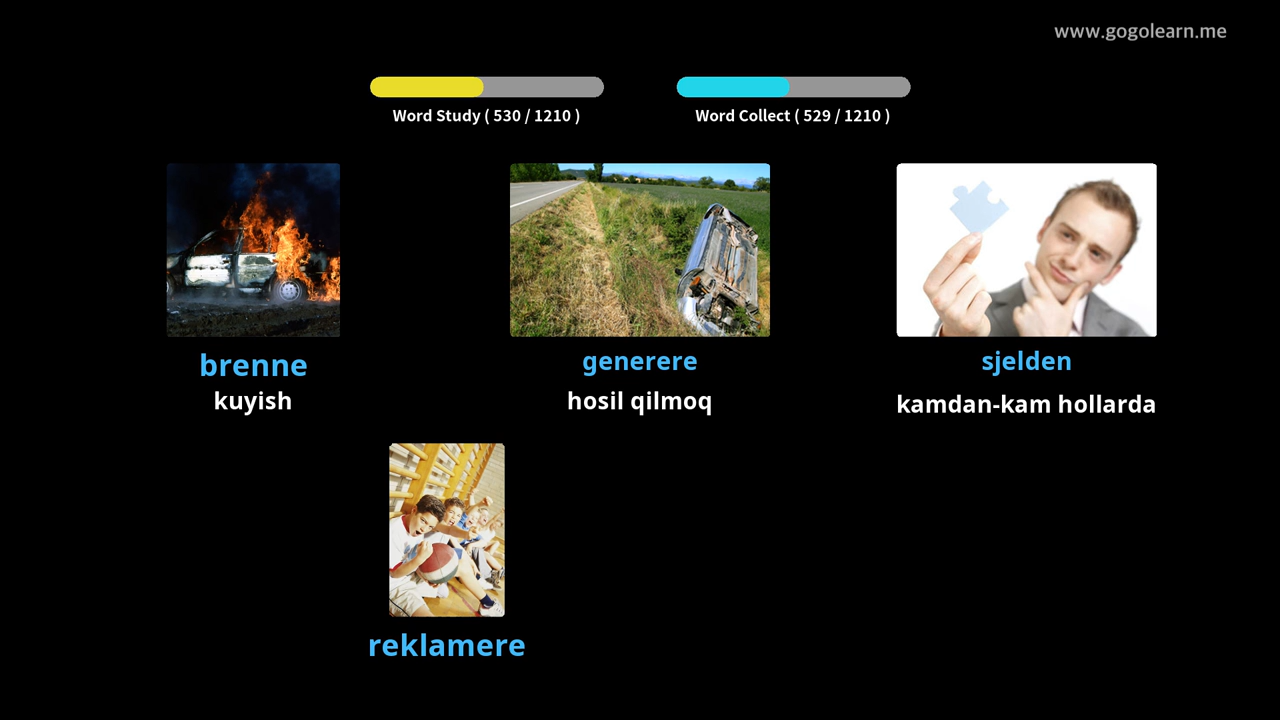 www.gogolearn.me
Word Study ( 530 / 1210 )
Word Collect ( 529 / 1210 )
brenne
kuyish
generere
hosil qilmoq
sjelden
kamdan-kam hollarda
reklamere